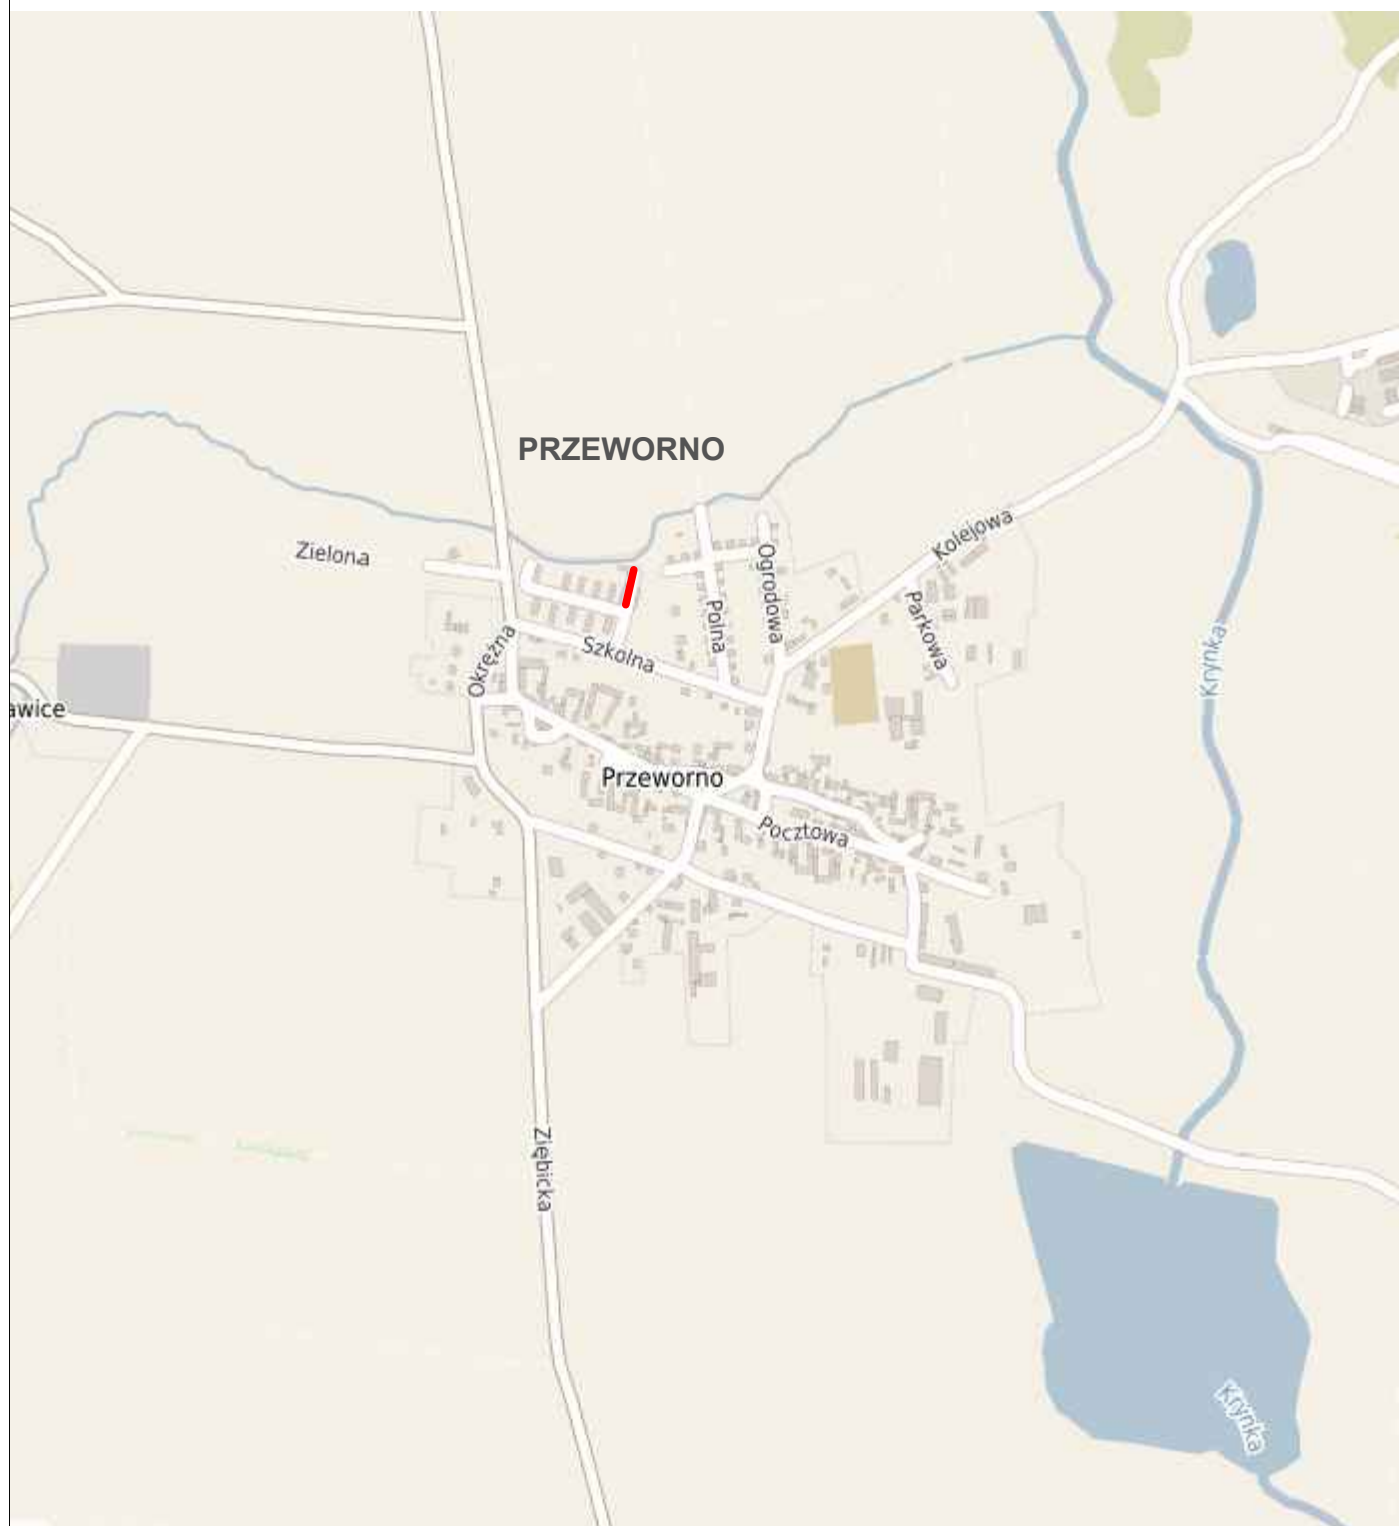 PRZEWORNO
Zielona
Kolejowa
Ogrodowa
Polna
Parkowa
Szkolna
Okrężna
Krynka
awice
Przeworno
Pocztowa
Ziębicka
Krynka